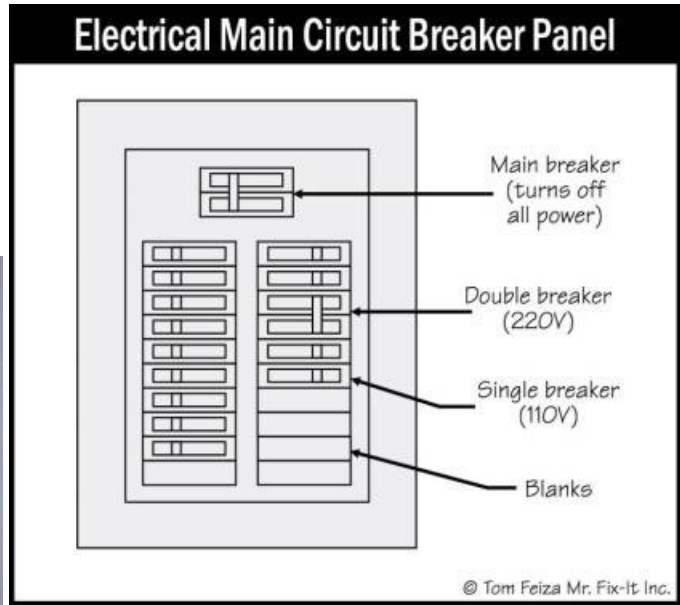 Electrical Main Circuit Breaker Panel
Main breaker
(turns off
all power)
Double breaker
(220V)
Single breaker
(110V)
Blanks
© Tom Feiza Mr. Fix-It Inc.